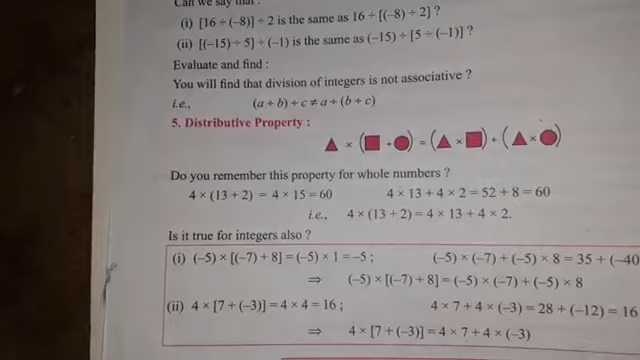 Can we say that :
(i) [16 ÷ (–8)] ÷ 2 is the same as 16 ÷ [(–8) ÷ 2] ?
(ii) [(–15) ÷ 5] ÷ (–1) is the same as (–15) ÷ [5 ÷ (–1)] ?
Evaluate and find :
You will find that division of integers is not associative ?
i.e., (a ÷ b) ÷ c ≠ a ÷ (b ÷ c)
5. Distributive Property :
▲ × (■ + ●) = (▲ × ■) + (▲ × ●)
Do you remember this property for whole numbers ?
4 × (13 + 2) = 4 × 15 = 60 4 × 13 + 4 × 2 = 52 + 8 = 60
i.e., 4 × (13 + 2) = 4 × 13 + 4 × 2.
Is it true for integers also ?
(i) (–5) × [(–7) + 8] = (–5) × 1 = –5 ; (–5) × (–7) + (–5) × 8 = 35 + (–40
⇒ (–5) × [(–7) + 8] = (–5) × (–7) + (–5) × 8
(ii) 4 × [7 + (–3)] = 4 × 4 = 16 ; 4 × 7 + 4 × (–3) = 28 + (–12) = 16
⇒ 4 × [7 + (–3)] = 4 × 7 + 4 × (–3)